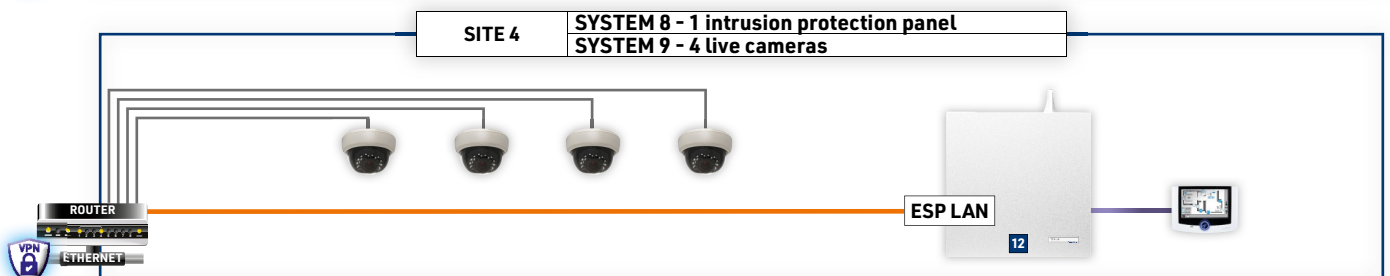 SITE 4
SYSTEM 8 - 1 intrusion protection panel
SYSTEM 9 - 4 live cameras
ROUTER
ESP LAN
VPN
ETHERNET
12